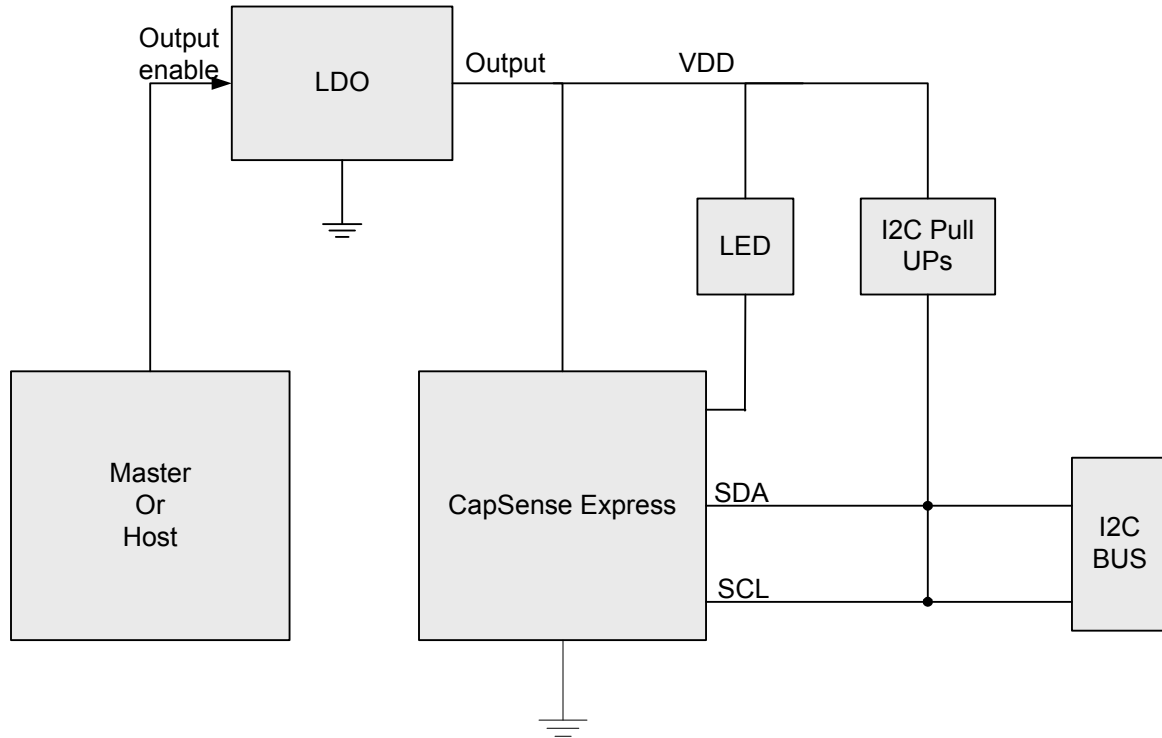 Output
enable
LDO
Output
VDD
LED
I2C Pull
UPs
Master
Or
Host
CapSense Express
SDA
SCL
I2C
BUS